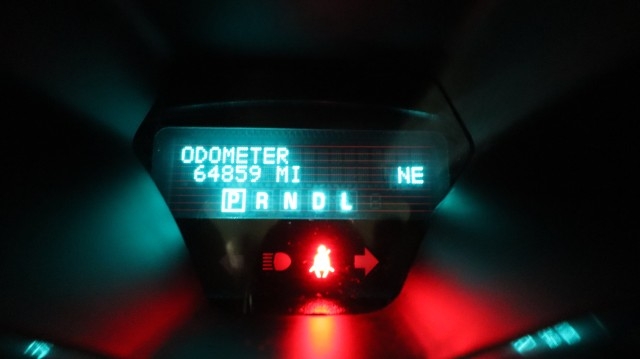 ODOMETER
64859 MI NE
P R N D L